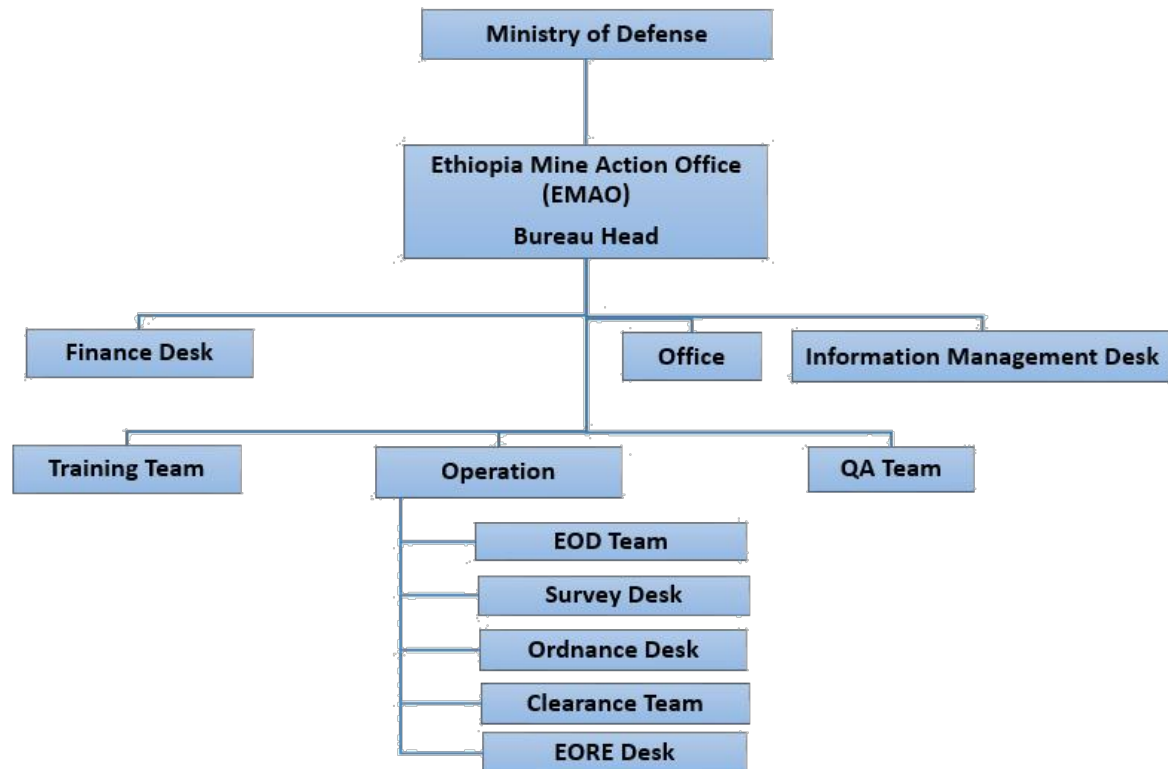 Ministry of Defense
Ethiopia Mine Action Office
(EMAO)
Bureau Head
Finance Desk
Office
Information Management Desk
Training Team
Operation
QA Team
EOD Team
Survey Desk
Ordnance Desk
Clearance Team
EORE Desk